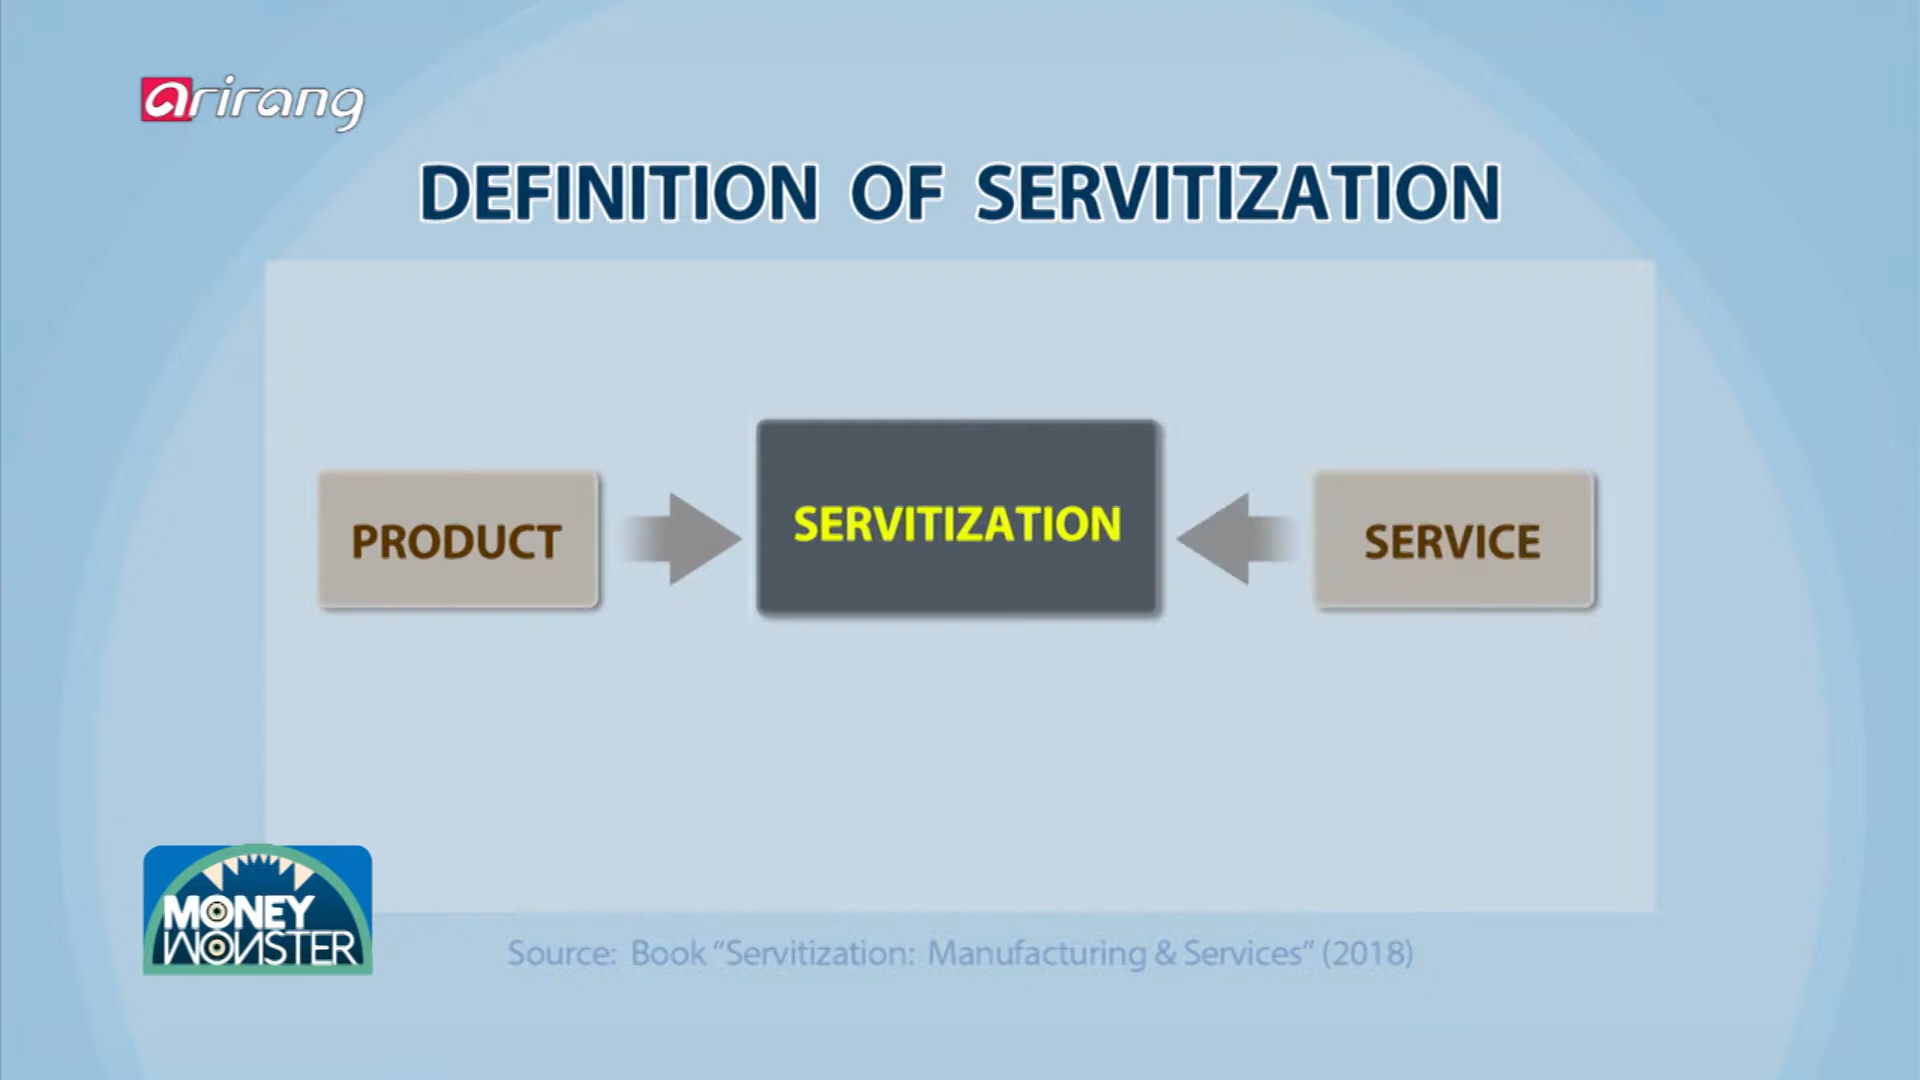 arirang
DEFINITION OF SERVITIZATION
PRODUCT
SERVITIZATION
SERVICE
MONEY
MONSTER
Source: Book “Servitization: Manufacturing & Services” (2018)